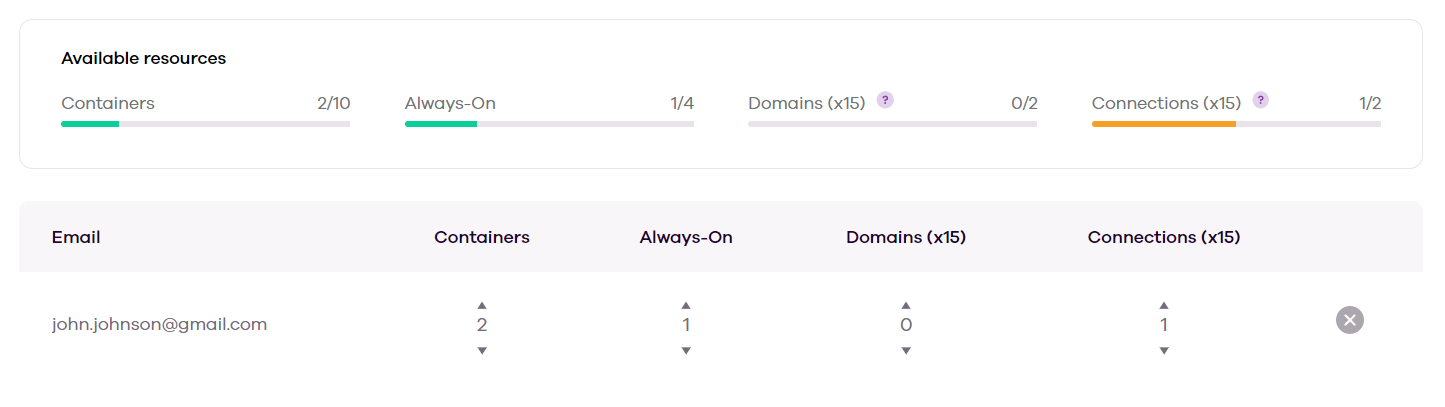 Available resources
Containers 2/10 Always-On 1/4 Domains (x15) ? 0/2 Connections (x15) ? 1/2
Email Containers Always-On Domains (x15) Connections (x15)
john.johnson@gmail.com 2 1 0 1